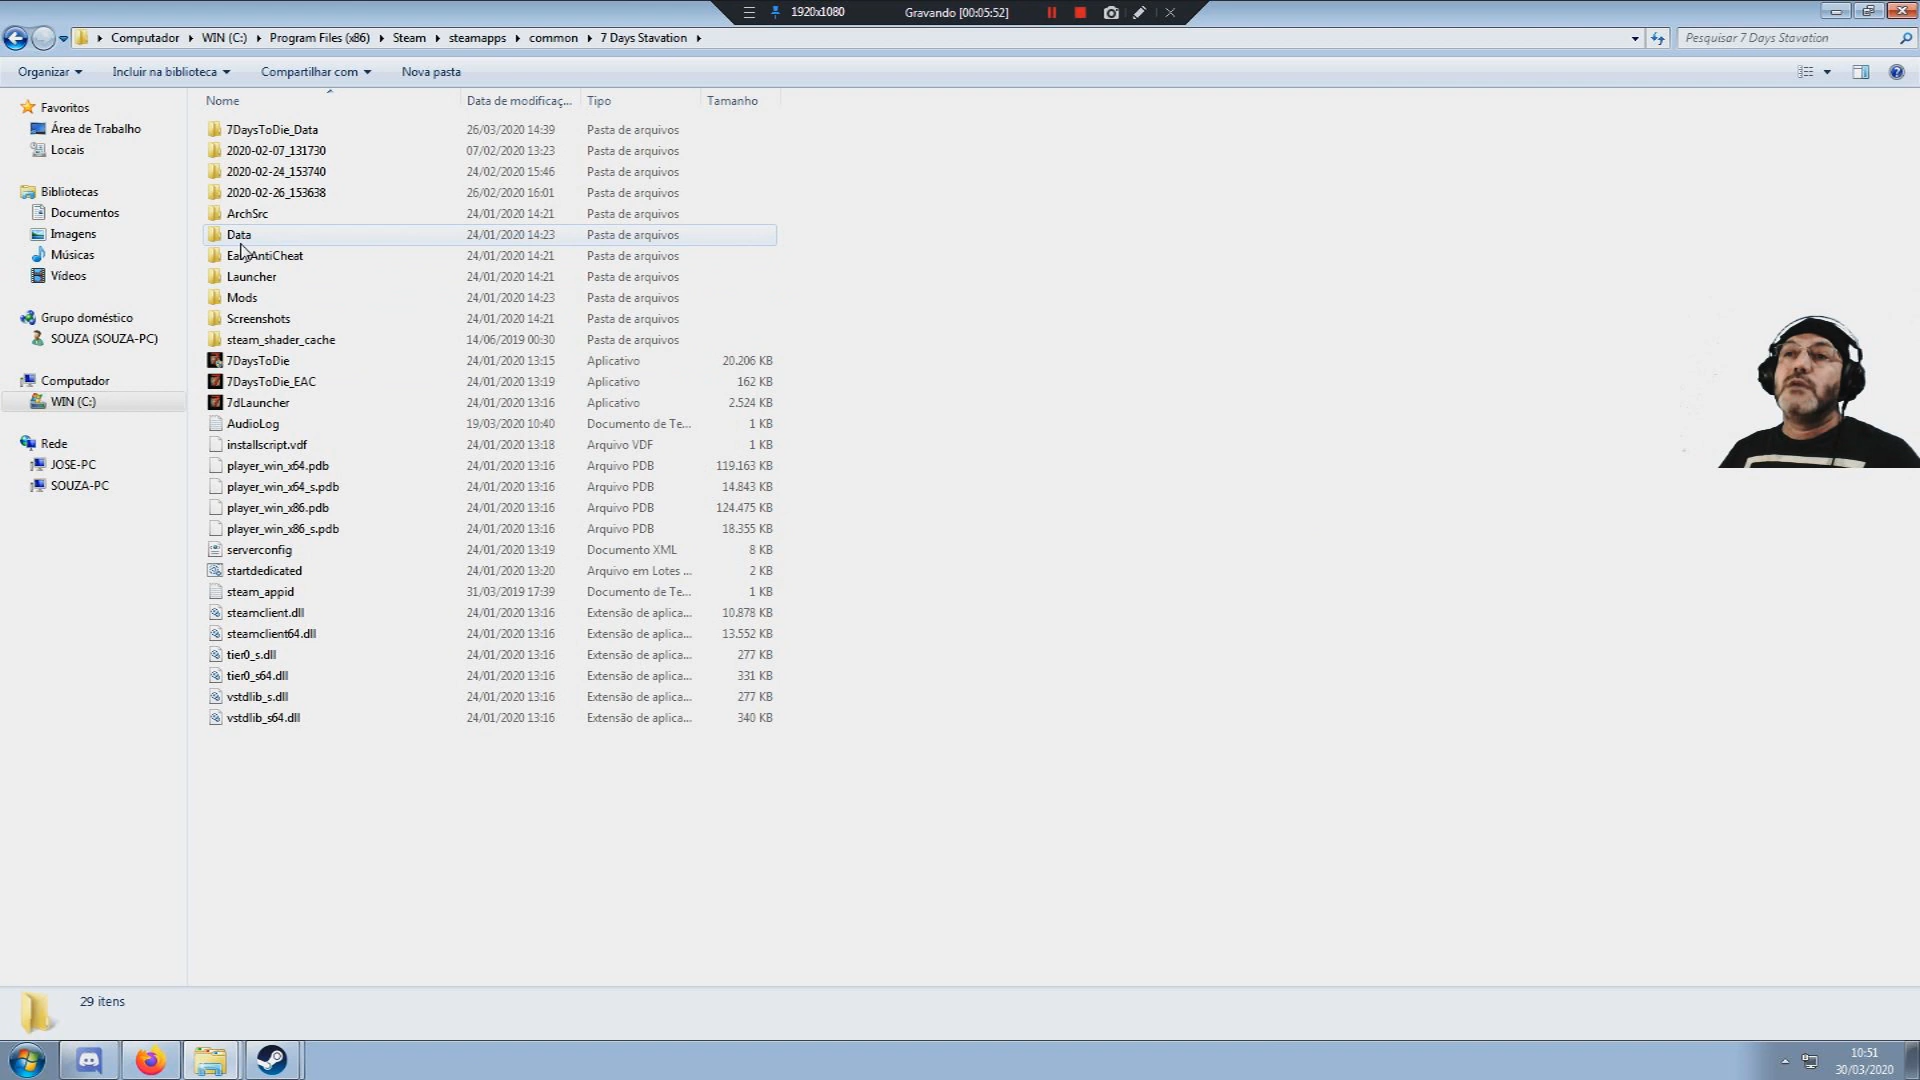 1920x1080 Gravando [00:05:52]
Computador WIN (C:) Program Files (x86) Steam steamapps common 7 Days Stavation Pesquisar 7 Days Stavation
Organizar Incluir na biblioteca Compartilhar com Nova pasta
Favoritos
Área de Trabalho
Locais
Bibliotecas
Documentos
Imagens
Músicas
Vídeos
Grupo doméstico
SOUZA (SOUZA-PC)
Computador
WIN (C:)
Rede
JOSE-PC
SOUZA-PC
Nome Data de modificaç... Tipo Tamanho
7DaysToDie_Data 26/03/2020 14:39 Pasta de arquivos
2020-02-07_131730 07/02/2020 13:23 Pasta de arquivos
2020-02-24_153740 24/02/2020 15:46 Pasta de arquivos
2020-02-26_153638 26/02/2020 16:01 Pasta de arquivos
ArchSrc 24/01/2020 14:21 Pasta de arquivos
Data 24/01/2020 14:23 Pasta de arquivos
EasyAntiCheat 24/01/2020 14:21 Pasta de arquivos
Launcher 24/01/2020 14:21 Pasta de arquivos
Mods 24/01/2020 14:23 Pasta de arquivos
Screenshots 24/01/2020 14:21 Pasta de arquivos
steam_shader_cache 14/06/2019 00:30 Pasta de arquivos
7DaysToDie 24/01/2020 13:15 Aplicativo 20.206 KB
7DaysToDie_EAC 24/01/2020 13:19 Aplicativo 162 KB
7dLauncher 24/01/2020 13:16 Aplicativo 2.524 KB
AudioLog 19/03/2020 10:40 Documento de Te... 1 KB
installscript.vdf 24/01/2020 13:18 Arquivo VDF 1 KB
player_win_x64.pdb 24/01/2020 13:16 Arquivo PDB 119.163 KB
player_win_x64_s.pdb 24/01/2020 13:16 Arquivo PDB 14.843 KB
player_win_x86.pdb 24/01/2020 13:16 Arquivo PDB 124.475 KB
player_win_x86_s.pdb 24/01/2020 13:16 Arquivo PDB 18.355 KB
serverconfig 24/01/2020 13:19 Documento XML 8 KB
startdedicated 24/01/2020 13:20 Arquivo em Lotes ... 2 KB
steam_appid 31/03/2019 17:39 Documento de Te... 1 KB
steamclient.dll 24/01/2020 13:16 Extensão de aplica... 10.878 KB
steamclient64.dll 24/01/2020 13:16 Extensão de aplica... 13.552 KB
tier0_s.dll 24/01/2020 13:16 Extensão de aplica... 277 KB
tier0_s64.dll 24/01/2020 13:16 Extensão de aplica... 331 KB
vstdlib_s.dll 24/01/2020 13:16 Extensão de aplica... 277 KB
vstdlib_s64.dll 24/01/2020 13:16 Extensão de aplica... 340 KB
29 itens
10:51
30/03/2020